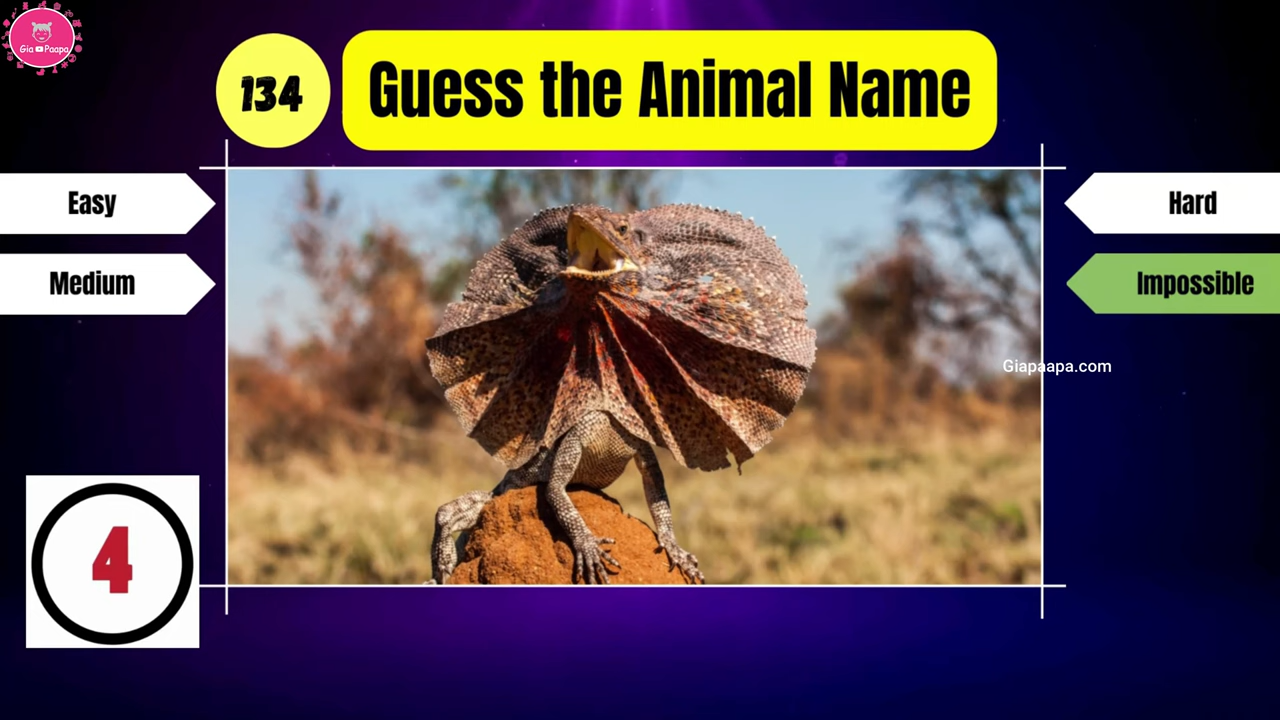 Gia Paapa
134
Guess the Animal Name
Easy
Medium
Hard
Impossible
Giapaapa.com
4